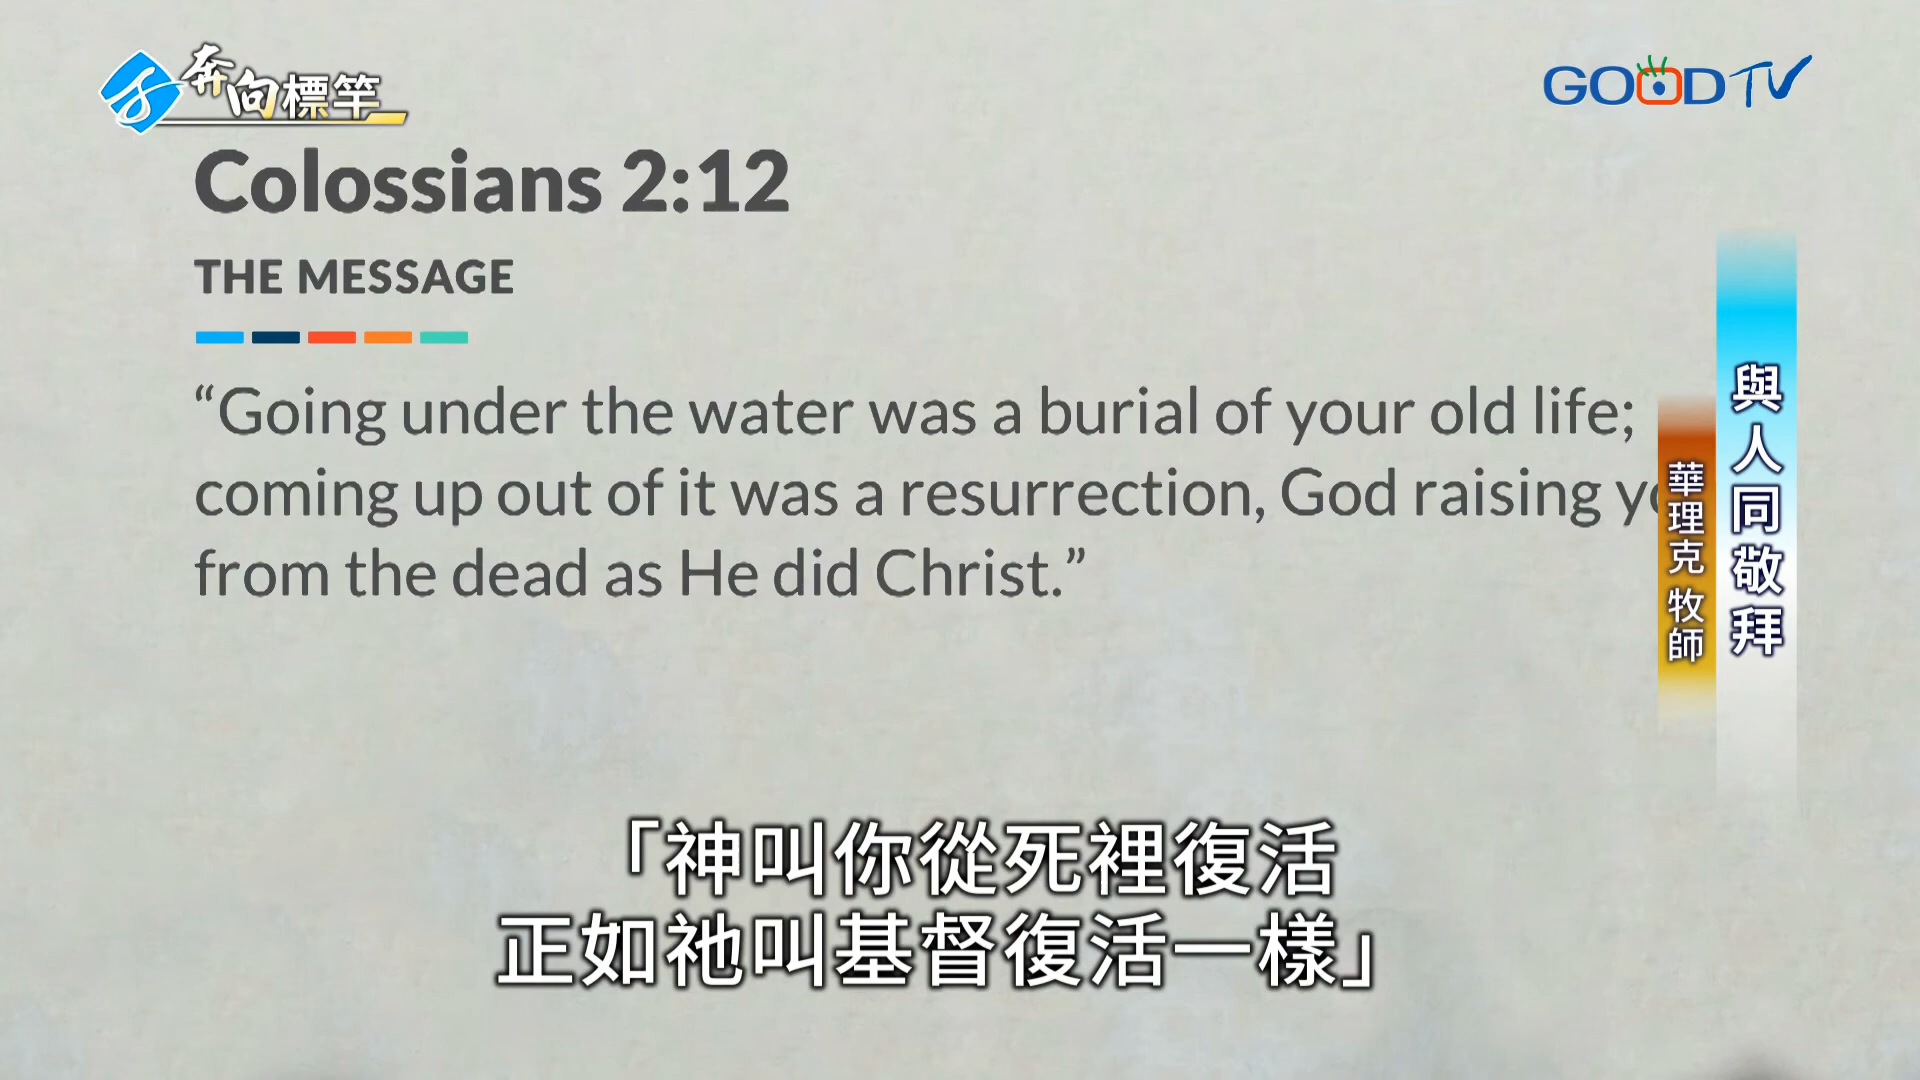 奔向標竿
GOOD TV
Colossians 2:12
THE MESSAGE
“Going under the water was a burial of your old life;
coming up out of it was a resurrection, God raising
from the dead as He did Christ.”
與人同敬拜
華理克 牧師
「神叫你從死裡復活
正如祂叫基督復活一樣」